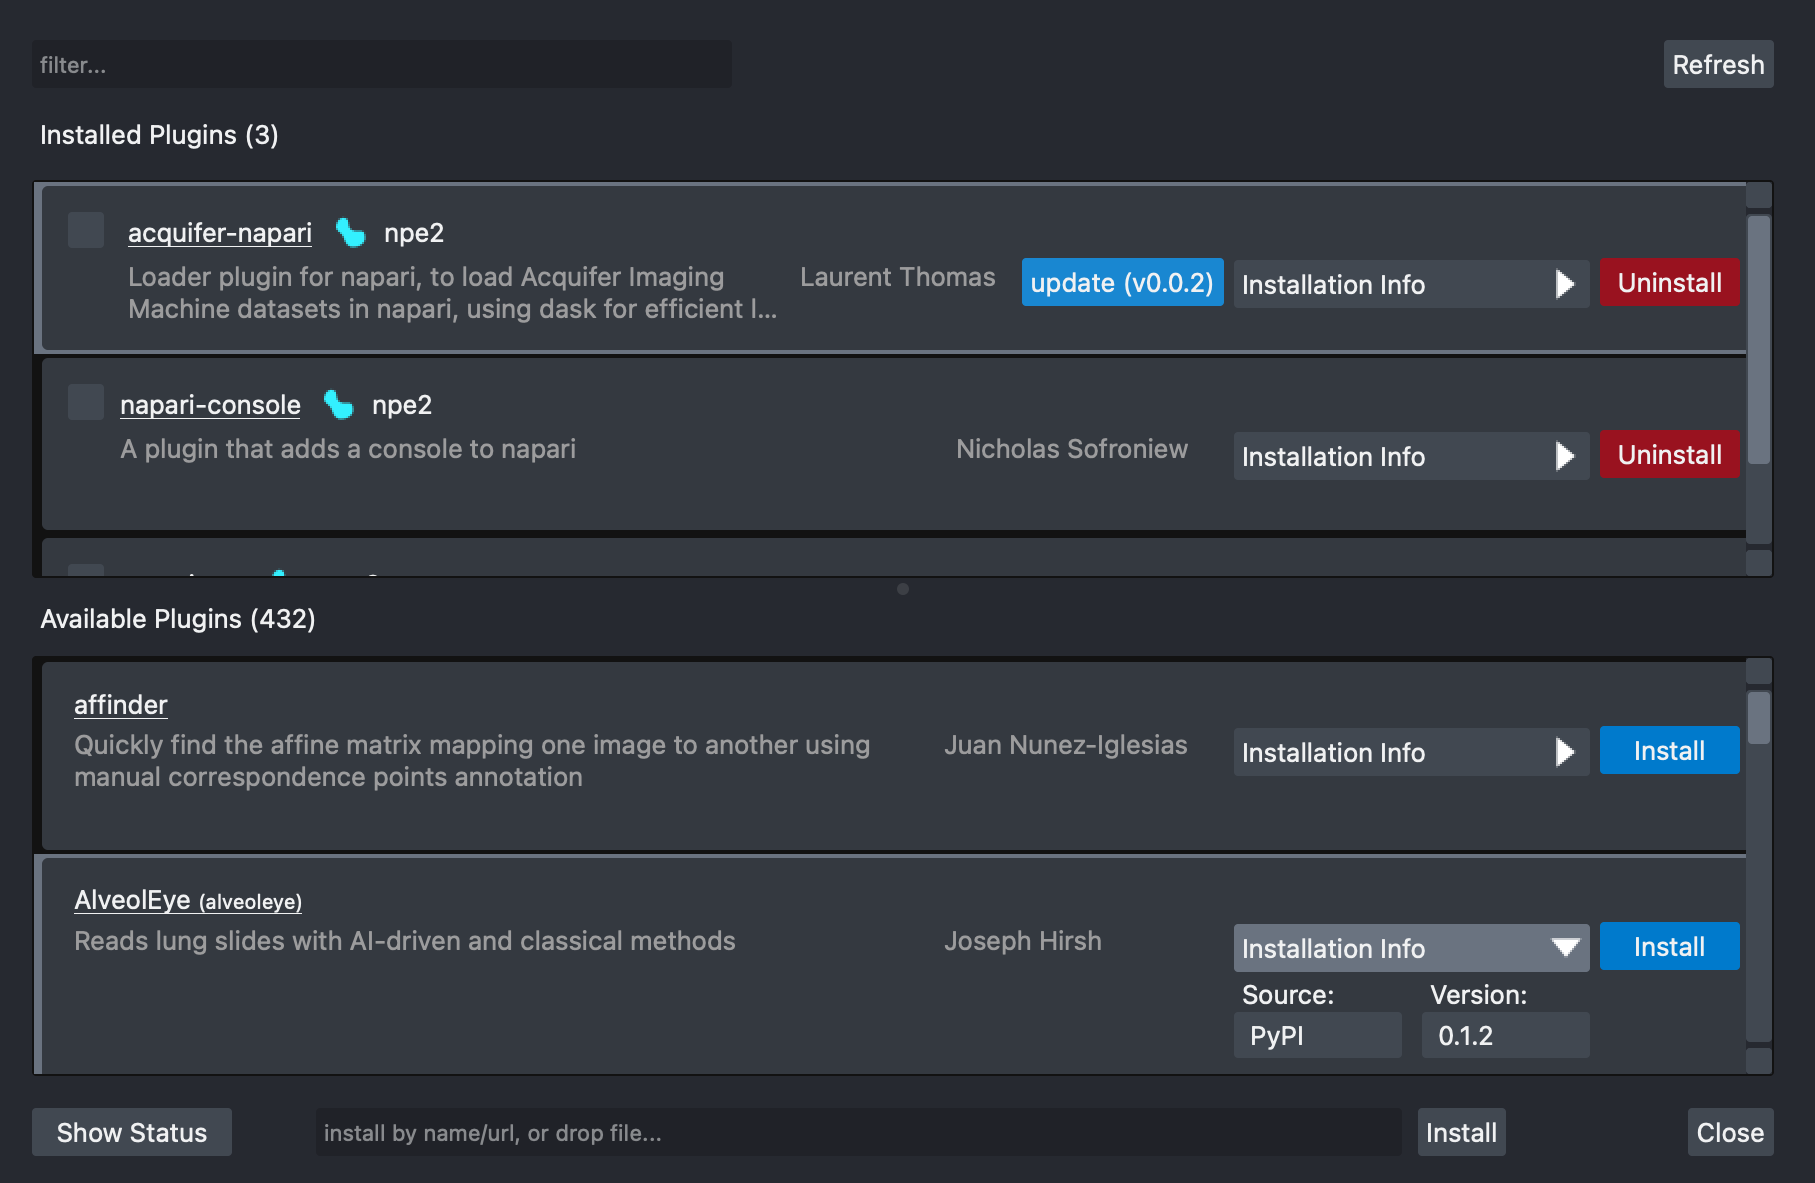 filter...
Refresh
Installed Plugins (3)
acquifer-napari npe2
Loader plugin for napari, to load Acquifer Imaging
Machine datasets in napari, using dask for efficient l...
Laurent Thomas
update (v0.0.2)
Installation Info
Uninstall
napari-console npe2
A plugin that adds a console to napari
Nicholas Sofroniew
Installation Info
Uninstall
Available Plugins (432)
affinder
Quickly find the affine matrix mapping one image to another using
manual correspondence points annotation
Juan Nunez-Iglesias
Installation Info
Install
AlveolEye (alveoleye)
Reads lung slides with AI-driven and classical methods
Joseph Hirsh
Installation Info
Install
Source: Version:
PyPI 0.1.2
Show Status
install by name/url, or drop file...
Install
Close